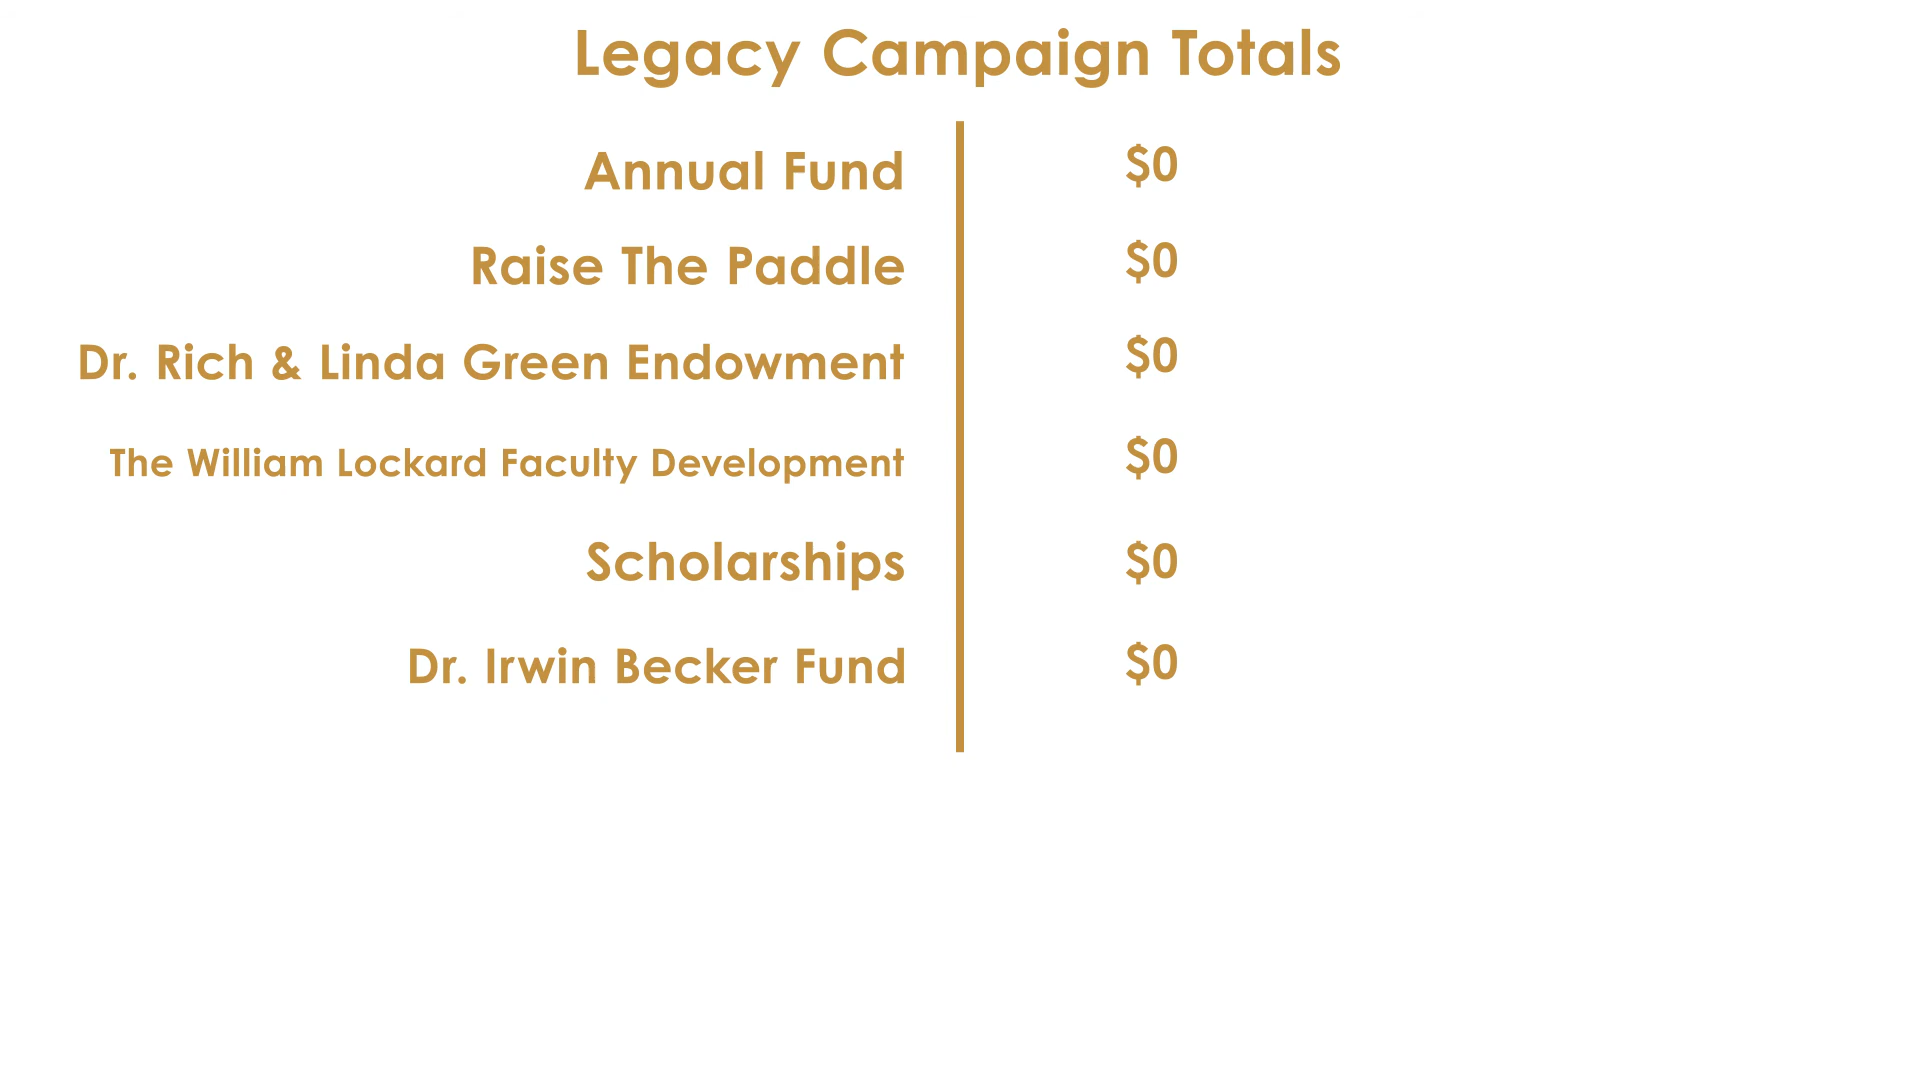 Legacy Campaign Totals
Annual Fund $0
Raise The Paddle $0
Dr. Rich & Linda Green Endowment $0
The William Lockard Faculty Development $0
Scholarships $0
Dr. Irwin Becker Fund $0